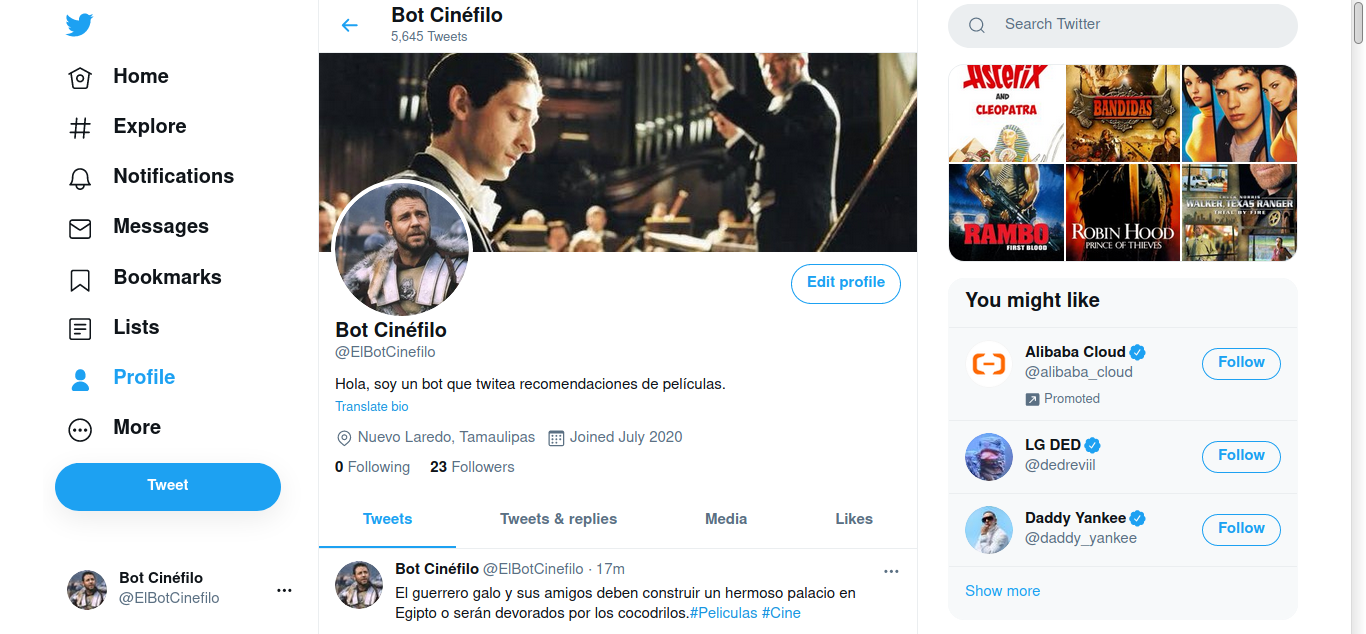 Home
Explore
Notifications
Messages
Bookmarks
Lists
Profile
More
Tweet
Bot Cinéfilo
@ElBotCinefilo
Bot Cinéfilo
5,645 Tweets
Edit profile
Bot Cinéfilo
@ElBotCinefilo
Hola, soy un bot que twitea recomendaciones de películas.
Translate bio
Nuevo Laredo, Tamaulipas Joined July 2020
0 Following 23 Followers
Tweets Tweets & replies Media Likes
Bot Cinéfilo @ElBotCinefilo · 17m
El guerrero galo y sus amigos deben construir un hermoso palacio en
Egipto o serán devorados por los cocodrilos.#Peliculas #Cine
Search Twitter
Asterix
AND
CLEOPATRA
BANDIDAS
RAMBO
FIRST BLOOD
ROBIN HOOD
PRINCE OF THIEVES
WALKER, TEXAS RANGER
TRIAL BY FIRE
You might like
Alibaba Cloud
@alibaba_cloud
Promoted
Follow
LG DED
@dedreviil
Follow
Daddy Yankee
@daddy_yankee
Follow
Show more